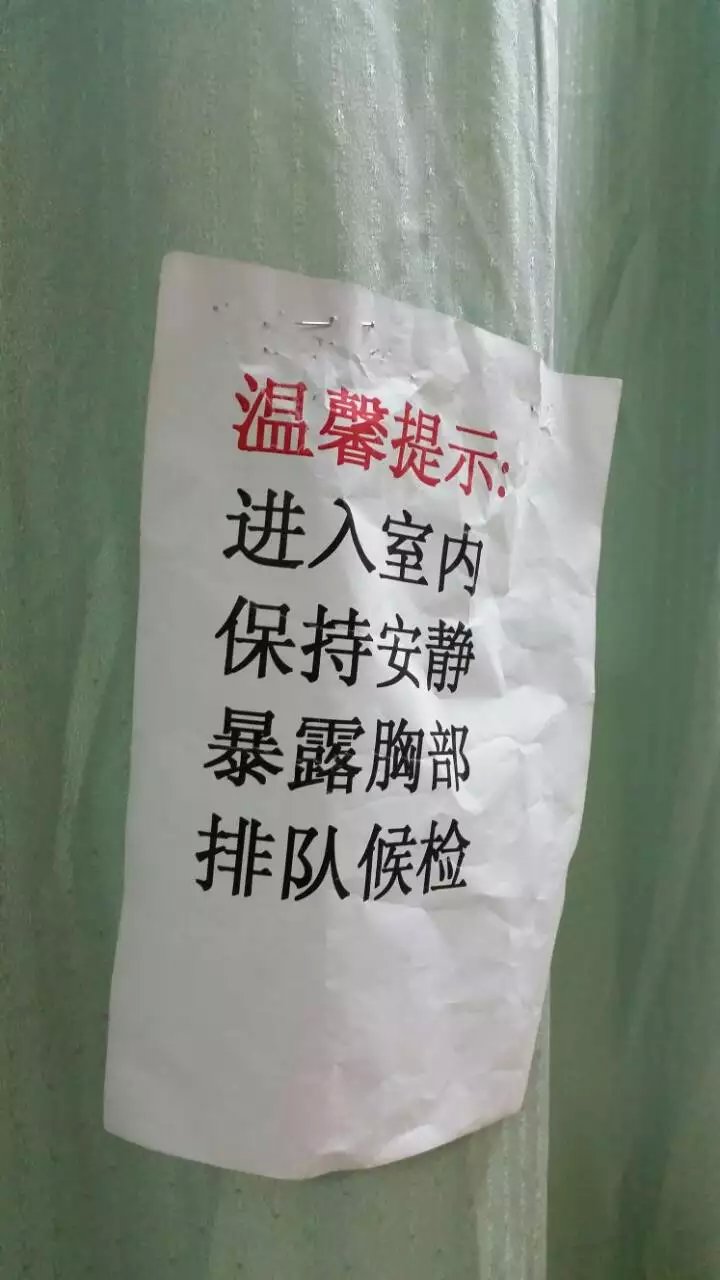 温馨提示:
进入室内
保持安静
暴露胸部
排队候检